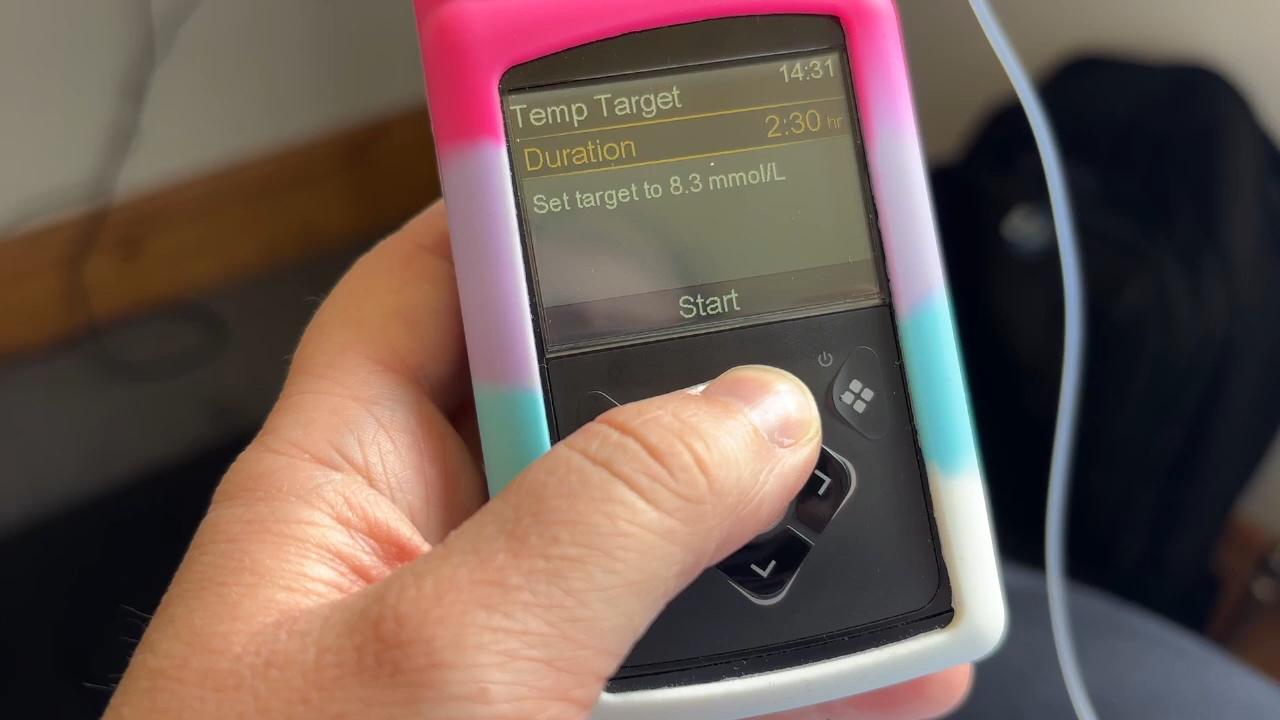 14:31
Temp Target
Duration 2:30 hr
Set target to 8.3 mmol/L
Start